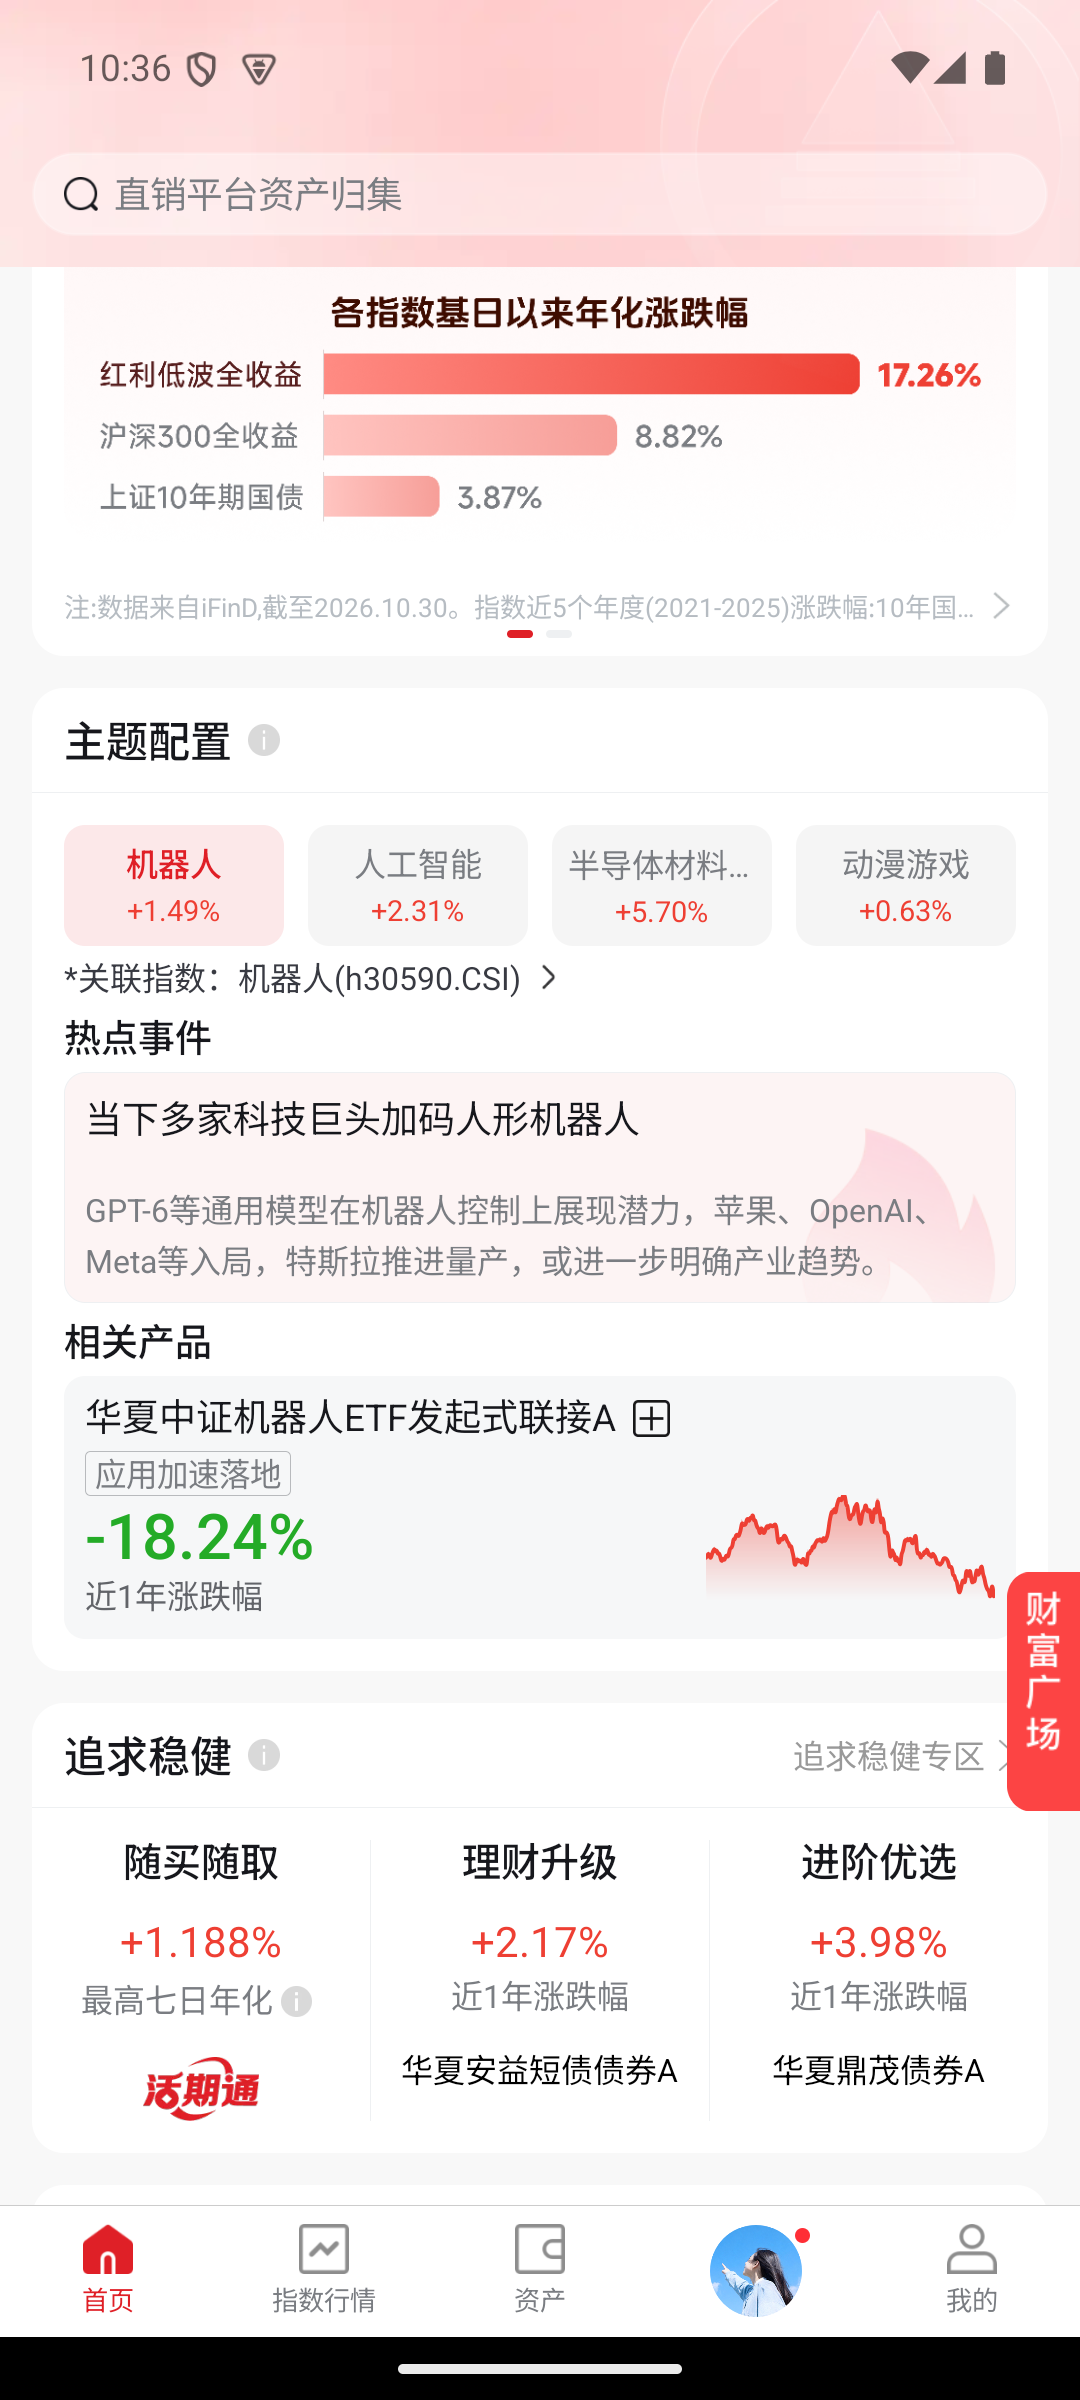 10:36
直销平台资产归集
各指数基日以来年化涨跌幅
红利低波全收益 17.26%
沪深300全收益 8.82%
上证10年期国债 3.87%
注:数据来自iFinD,截至2026.10.30。指数近5个年度(2021-2025)涨跌幅:10年国...
主题配置
机器人 人工智能 半导体材料... 动漫游戏
+1.49% +2.31% +5.70% +0.63%
*关联指数：机器人(h30590.CSI)
热点事件
当下多家科技巨头加码人形机器人
GPT-6等通用模型在机器人控制上展现潜力，苹果、OpenAI、
Meta等入局，特斯拉推进量产，或进一步明确产业趋势。
相关产品
华夏中证机器人ETF发起式联接A
应用加速落地
-18.24%
近1年涨跌幅
财富广场
追求稳健 追求稳健专区
随买随取 理财升级 进阶优选
+1.188% +2.17% +3.98%
最高七日年化 近1年涨跌幅 近1年涨跌幅
活期通 华夏安益短债债券A 华夏鼎茂债券A
首页 指数行情 资产 我的